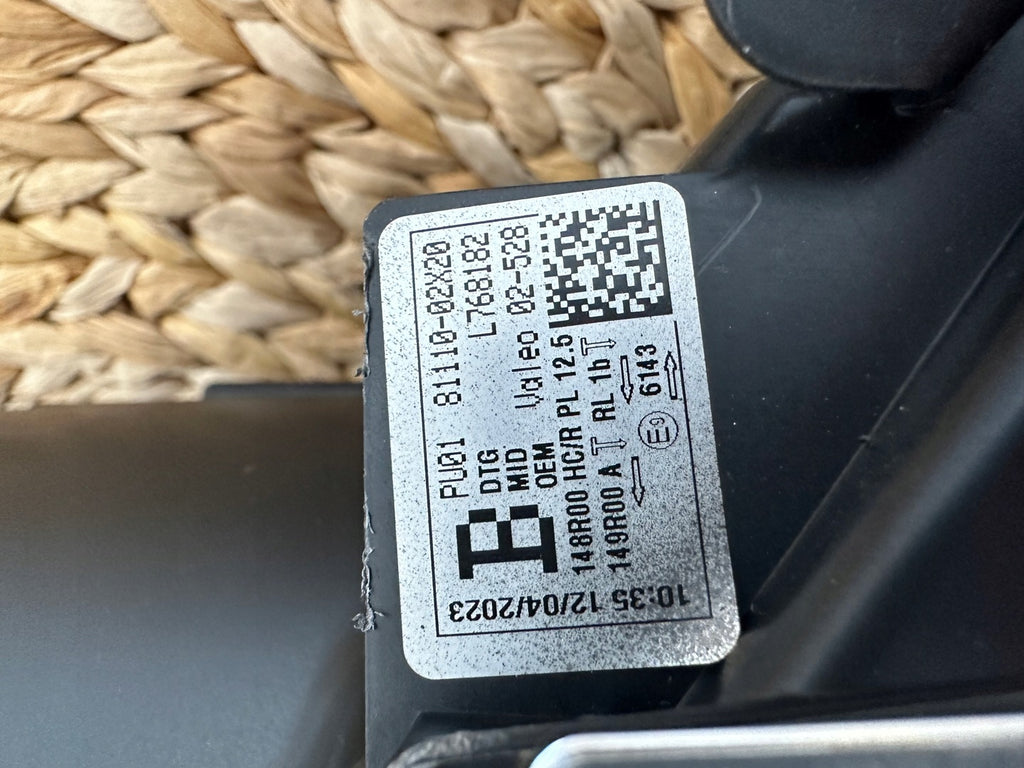 PU01 81110-02X20
DTG L768182
MID
OEM Valeo 02-528
B
148R00 HC/R PL 12.5
149R00 A RL 1b
E9 6143
10:35 12/04/2023